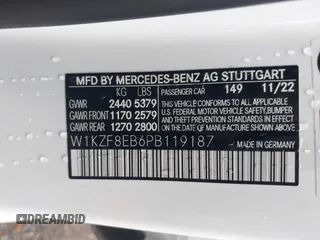 MFD BY MERCEDES-BENZ AG STUTTGART
KG LBS PASSENGER CAR 149 11/22
GVWR 2440 5379
GAWR FRONT 1170 2579
GAWR REAR 1270 2800
THIS VEHICLE CONFORMS TO ALL
APPLICABLE FEDERAL MOTOR VEHICLE
SAFETY, BUMPER, AND THEFT
PREVENTION STANDARDS IN EFFECT
ON THE DATE OF MANUFACTURE
SHOWN ABOVE.
W1KZF8EB6PB119187
MADE IN GERMANY
DREAMBID